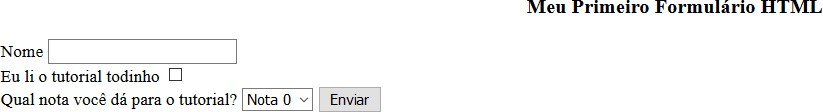 Meu Primeiro Formulário HTML
Nome
Eu li o tutorial todinho
Qual nota você dá para o tutorial? Nota 0 Enviar